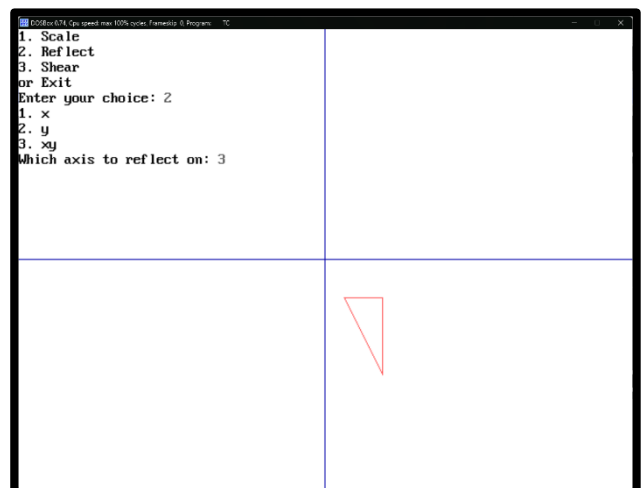 DOSBox 0.74, Cpu speed: max 100% cycles, Frameskip 0, Program: TC
1. Scale
2. Reflect
3. Shear
or Exit
Enter your choice: 2
1. x
2. y
3. xy
Which axis to reflect on: 3